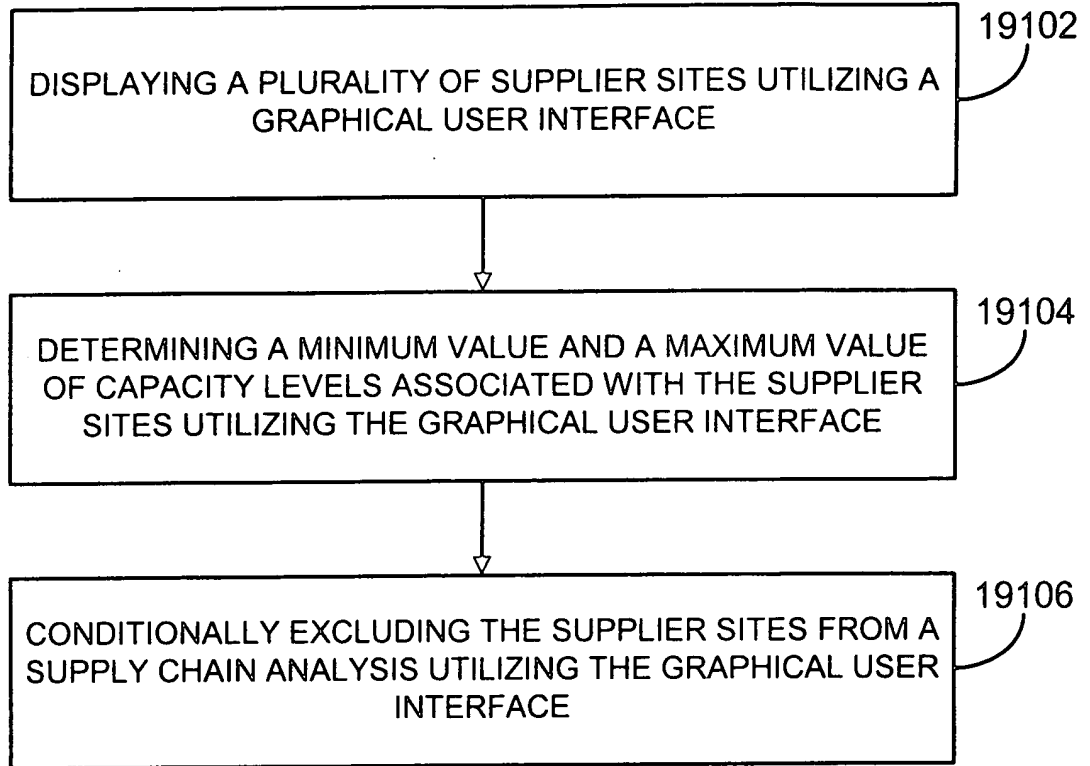 19102
DISPLAYING A PLURALITY OF SUPPLIER SITES UTILIZING A
GRAPHICAL USER INTERFACE
19104
DETERMINING A MINIMUM VALUE AND A MAXIMUM VALUE
OF CAPACITY LEVELS ASSOCIATED WITH THE SUPPLIER
SITES UTILIZING THE GRAPHICAL USER INTERFACE
19106
CONDITIONALLY EXCLUDING THE SUPPLIER SITES FROM A
SUPPLY CHAIN ANALYSIS UTILIZING THE GRAPHICAL USER
INTERFACE